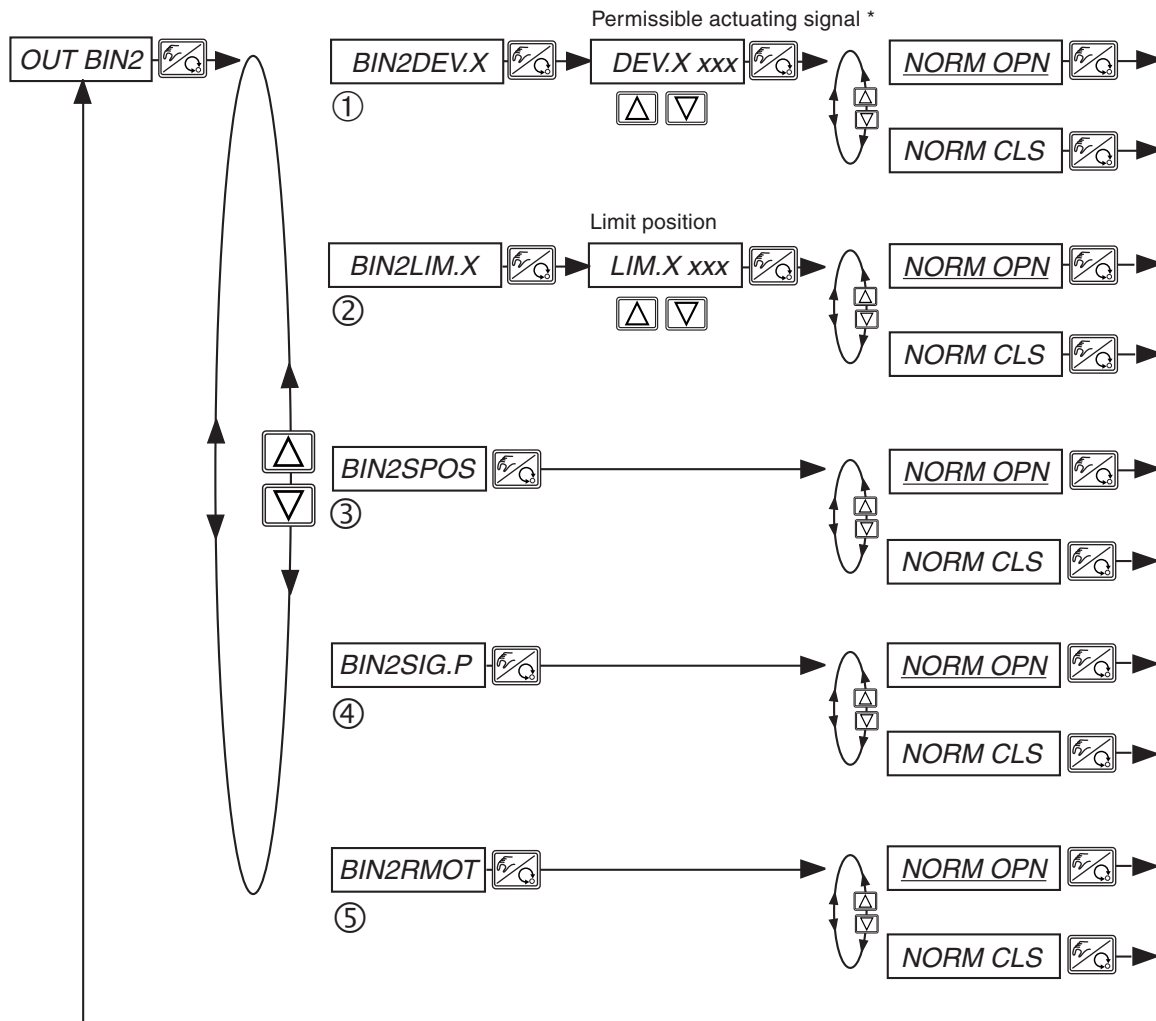 Permissible actuating signal *
OUT BIN2
BIN2DEV.X
DEV.X xxx
NORM OPN
①
NORM CLS
Limit position
BIN2LIM.X
LIM.X xxx
NORM OPN
②
NORM CLS
BIN2SPOS
NORM OPN
③
NORM CLS
BIN2SIG.P
NORM OPN
④
NORM CLS
BIN2RMOT
NORM OPN
⑤
NORM CLS